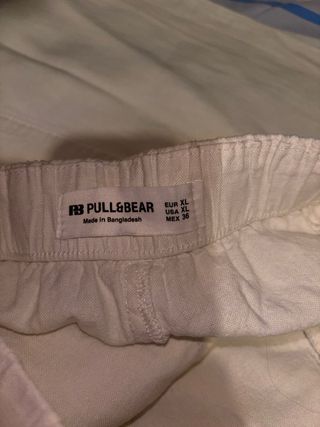 PB PULL&BEAR
Made in Bangladesh
EUR XL
USA XL
MEX 36